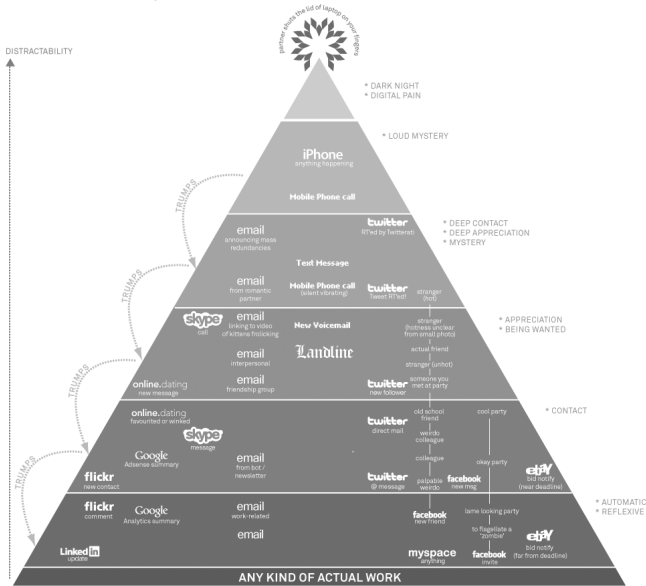 partner shuts the lid of laptop on your fingers
DISTRACTABILITY
* DARK NIGHT
* DIGITAL PAIN
* LOUD MYSTERY
iPhone
anything happening
Mobile Phone call
TRUMPS
email
announcing mass
redundancies
twitter
RT'ed by Twitterati
* DEEP CONTACT
* DEEP APPRECIATION
* MYSTERY
Text Message
email
from romantic
partner
Mobile Phone call
(silent vibrating)
twitter
Tweet RT'ed!
stranger
(hot)
TRUMPS
skype
call
email
linking to video
of kittens frolicking
New Voicemail
stranger
(hotness unclear
from small photo)
* APPRECIATION
* BEING WANTED
email
interpersonal
Landline
actual friend
stranger (unhot)
online.dating
new message
email
friendship group
twitter
new follower
someone you
met at party
TRUMPS
online.dating
favourited or winked
skype
message
twitter
direct mail
old school
friend
cool party
* CONTACT
weirdo
colleague
Google
Adsense summary
email
from bot /
newsletter
colleague
okay party
flickr
new contact
twitter
@ message
palpable
weirdo
facebook
new msg
ebay
bid notify
(near deadline)
TRUMPS
flickr
comment
Google
Analytics summary
email
work-related
facebook
new friend
lame looking party
* AUTOMATIC
* REFLEXIVE
email
to flagellate a
'zombie'
ebay
bid notify
(far from deadline)
Linked in
update
myspace
anything
facebook
invite
ANY KIND OF ACTUAL WORK